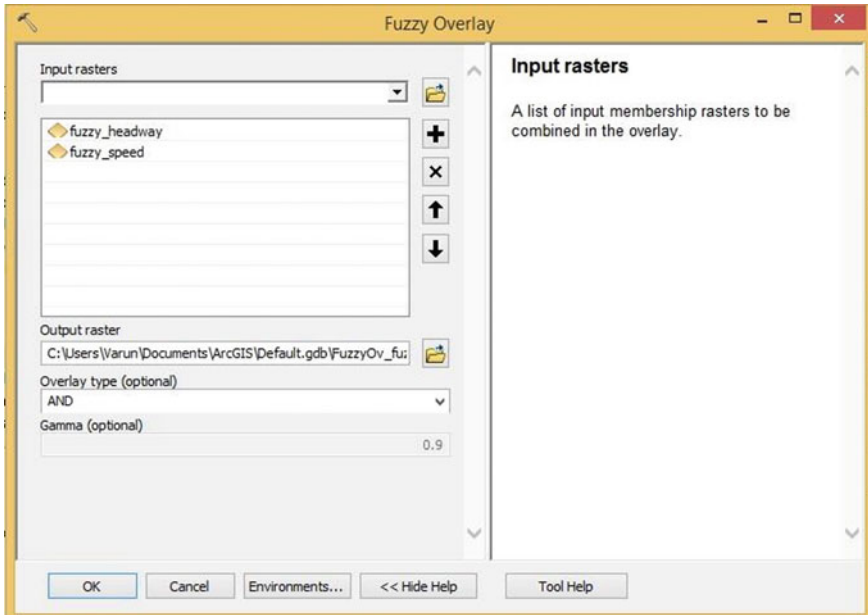 Fuzzy Overlay
Input rasters
fuzzy_headway
fuzzy_speed
Output raster
C:\Users\Varun\Documents\ArcGIS\Default.gdb\FuzzyOv_fuz
Overlay type (optional)
AND
Gamma (optional)
0.9
Input rasters
A list of input membership rasters to be
combined in the overlay.
OK
Cancel
Environments...
<< Hide Help
Tool Help